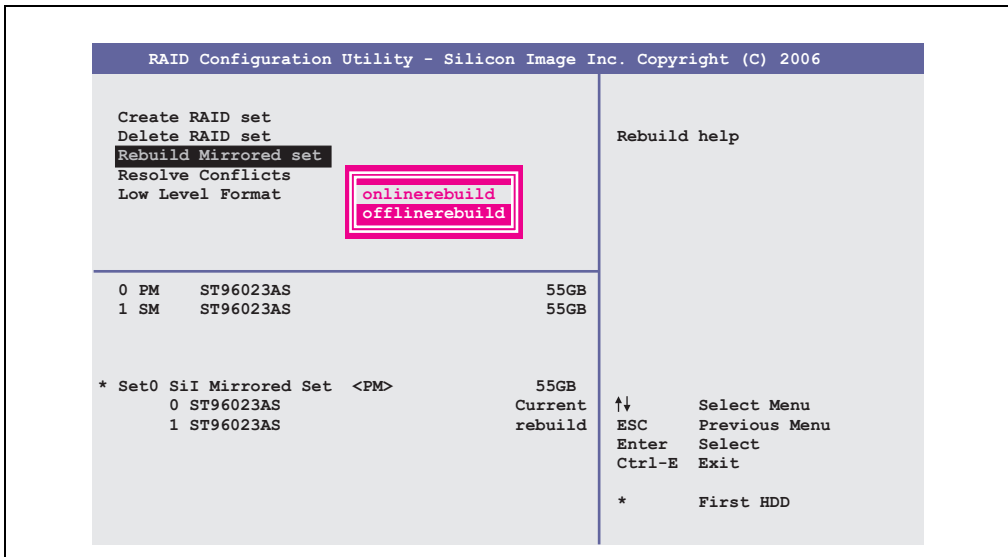 RAID Configuration Utility - Silicon Image Inc. Copyright (C) 2006
Create RAID set
Delete RAID set
Rebuild Mirrored set
Resolve Conflicts
Low Level Format
onlinerebuild
offlinerebuild
Rebuild help
0 PM ST96023AS 55GB
1 SM ST96023AS 55GB
* Set0 SiI Mirrored Set <PM> 55GB
0 ST96023AS Current
1 ST96023AS rebuild
↑↓ Select Menu
ESC Previous Menu
Enter Select
Ctrl-E Exit
* First HDD